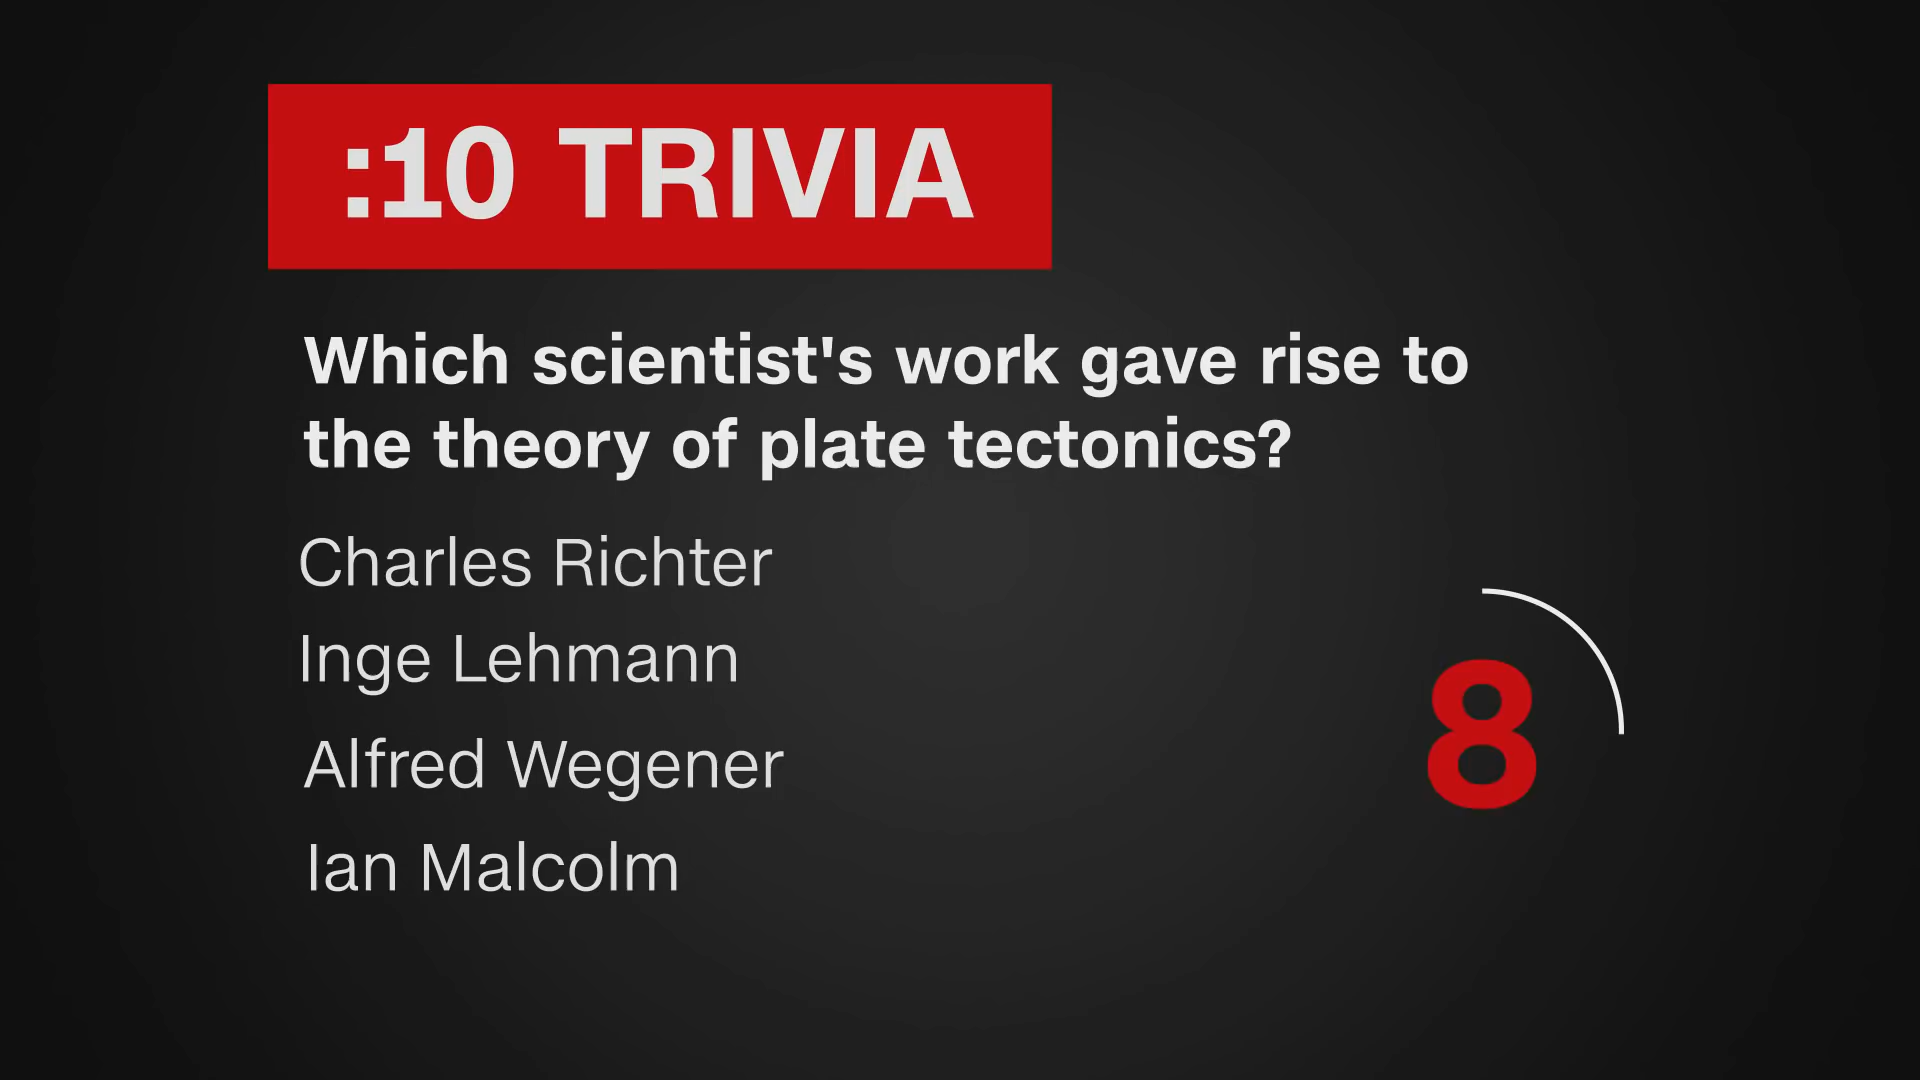 :10 TRIVIA
Which scientist's work gave rise to
the theory of plate tectonics?
Charles Richter
Inge Lehmann
Alfred Wegener
Ian Malcolm
8